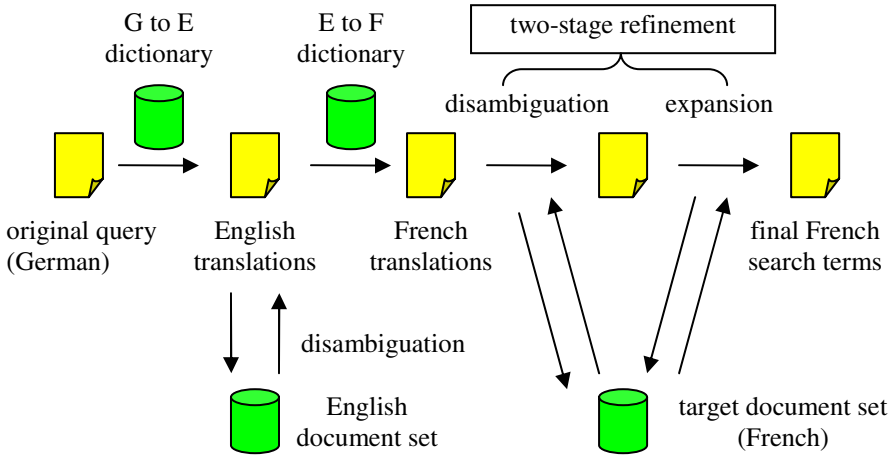 G to E
dictionary
E to F
dictionary
two-stage refinement
disambiguation
expansion
original query
(German)
English
translations
French
translations
final French
search terms
disambiguation
English
document set
target document set
(French)